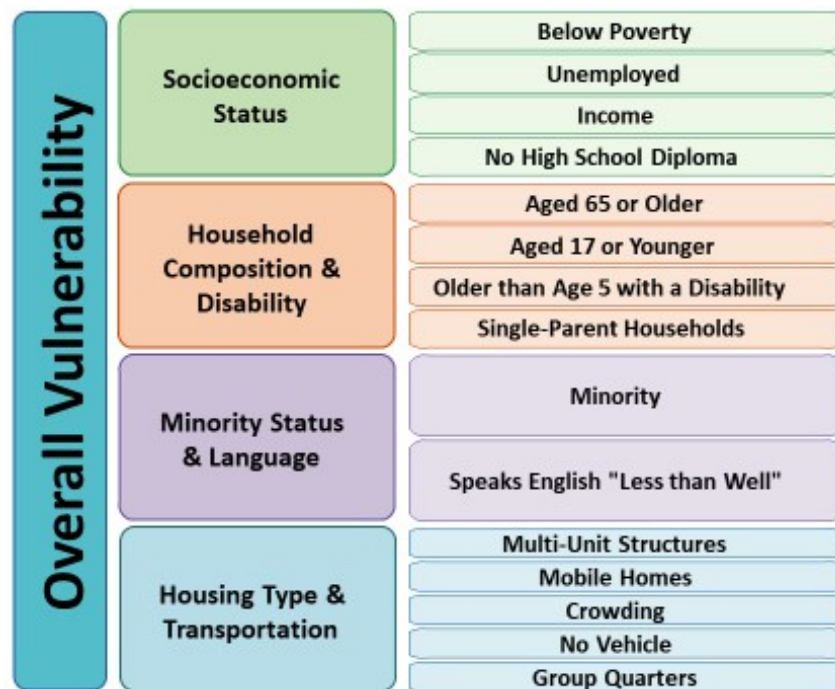 Overall Vulnerability
Socioeconomic
Status
Below Poverty
Unemployed
Income
No High School Diploma
Household
Composition &
Disability
Aged 65 or Older
Aged 17 or Younger
Older than Age 5 with a Disability
Single-Parent Households
Minority Status
& Language
Minority
Speaks English "Less than Well"
Housing Type &
Transportation
Multi-Unit Structures
Mobile Homes
Crowding
No Vehicle
Group Quarters